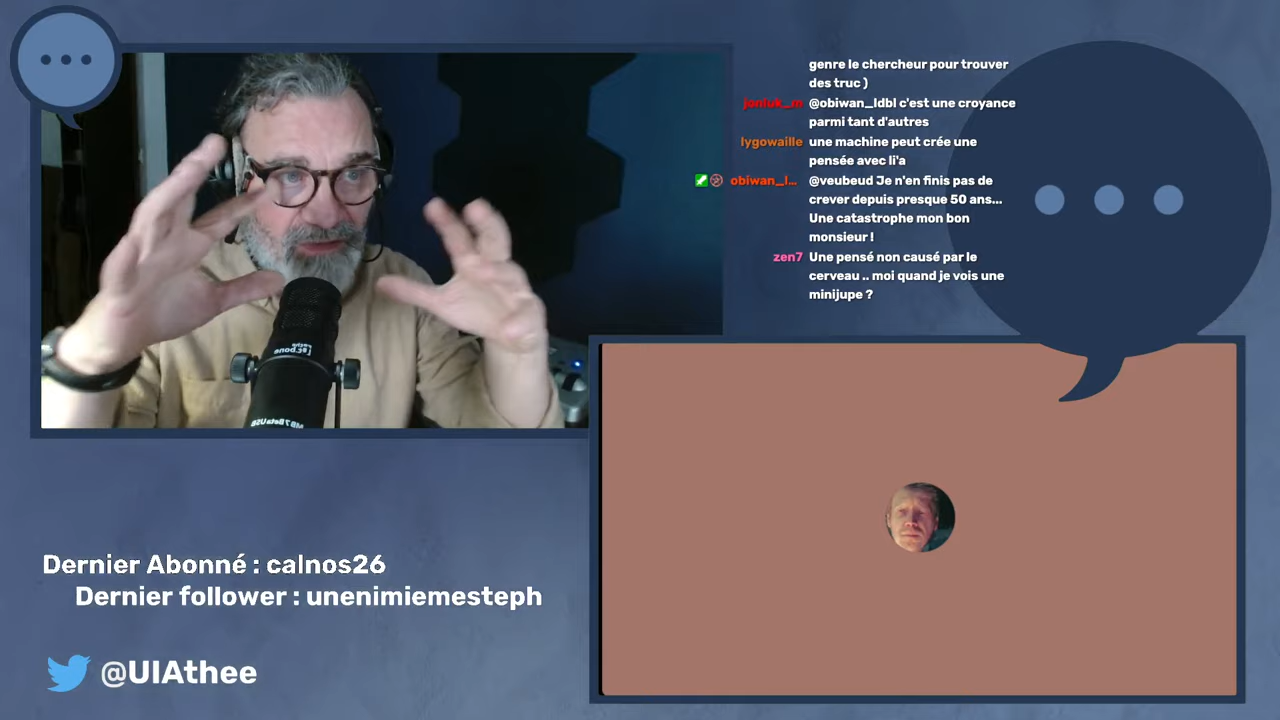 genre le chercheur pour trouver
des truc )
jonluk_m @obiwan_ldbl c'est une croyance
parmi tant d'autres
lygowaille une machine peut crée une
pensée avec li'a
obiwan_l... @veubeud Je n'en finis pas de
crever depuis presque 50 ans...
Une catastrophe mon bon
monsieur !
zen7 Une pensé non causé par le
cerveau .. moi quand je vois une
minijupe ?
Dernier Abonné : calnos26
Dernier follower : unenimiemesteph
@UIAthee